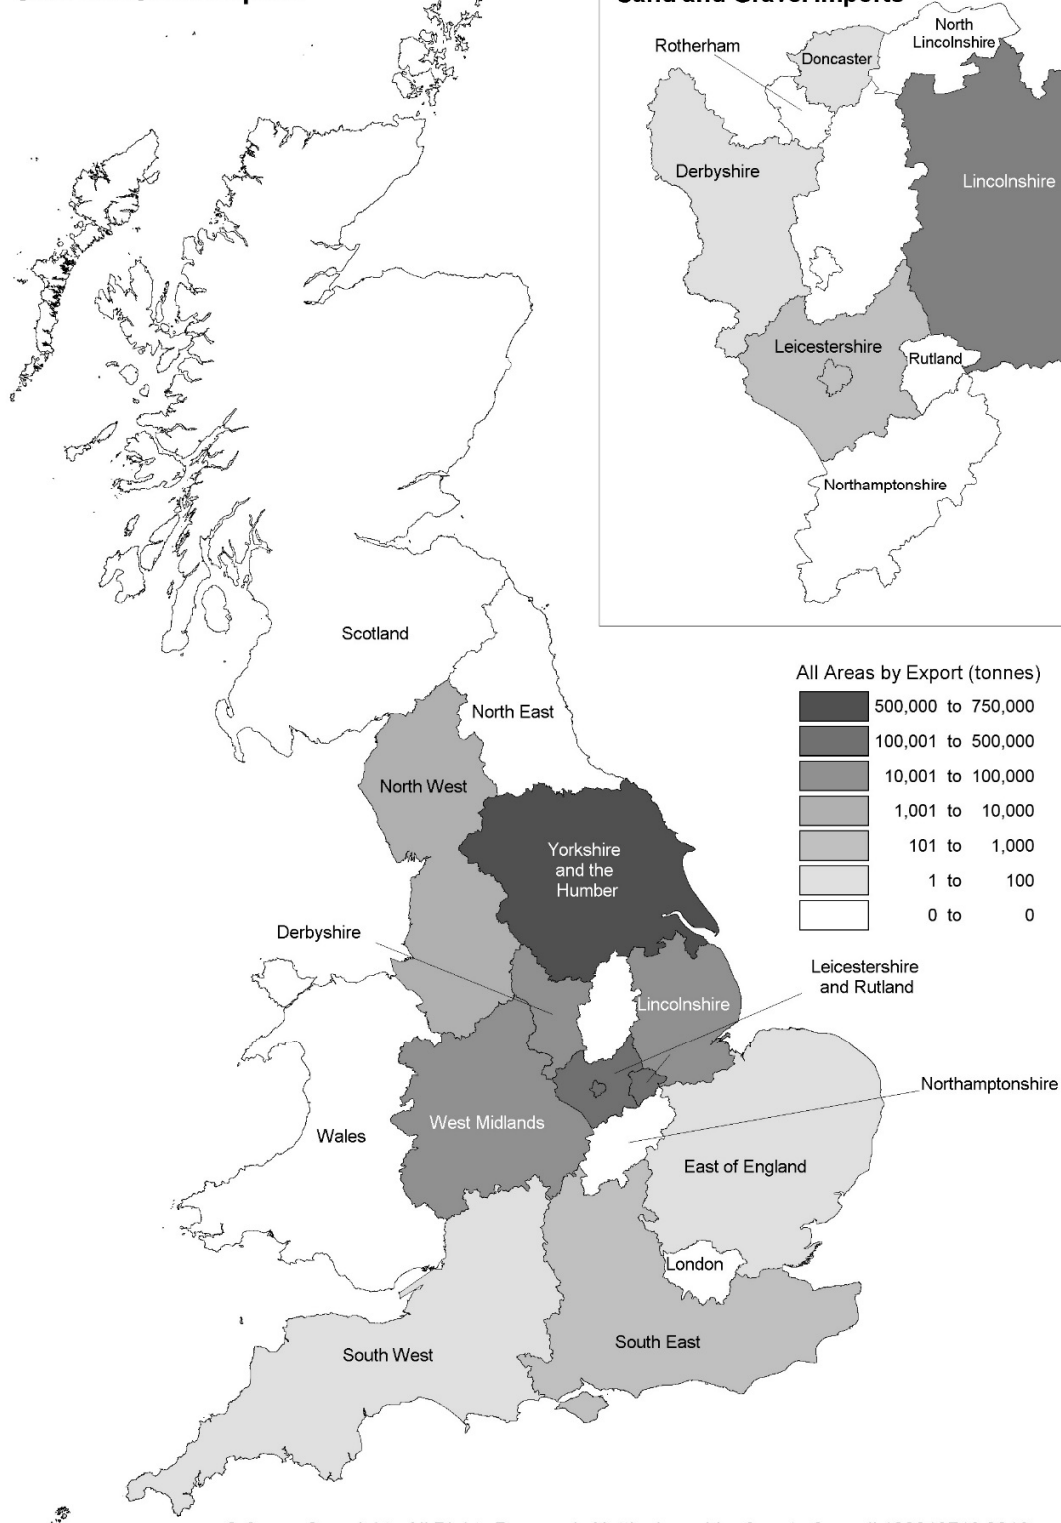 Sand and Gravel Imports
Rotherham
Doncaster
North
Lincolnshire
Derbyshire
Lincolnshire
Leicestershire
Rutland
Northamptonshire
Scotland
North East
North West
Yorkshire
and the
Humber
All Areas by Export (tonnes)
500,000 to 750,000
100,001 to 500,000
10,001 to 100,000
1,001 to 10,000
101 to 1,000
1 to 100
0 to 0
Derbyshire
Leicestershire
and Rutland
Lincolnshire
Northamptonshire
West Midlands
Wales
East of England
London
South East
South West